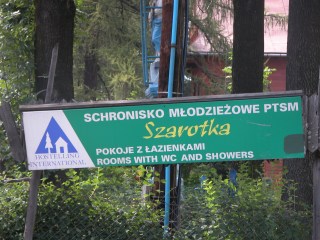 SCHRONISKO MŁODZIEŻOWE PTSM
Szarotka
POKOJE Z ŁAZIENKAMI
ROOMS WITH WC AND SHOWERS
HOSTELLING
INTERNATIONAL